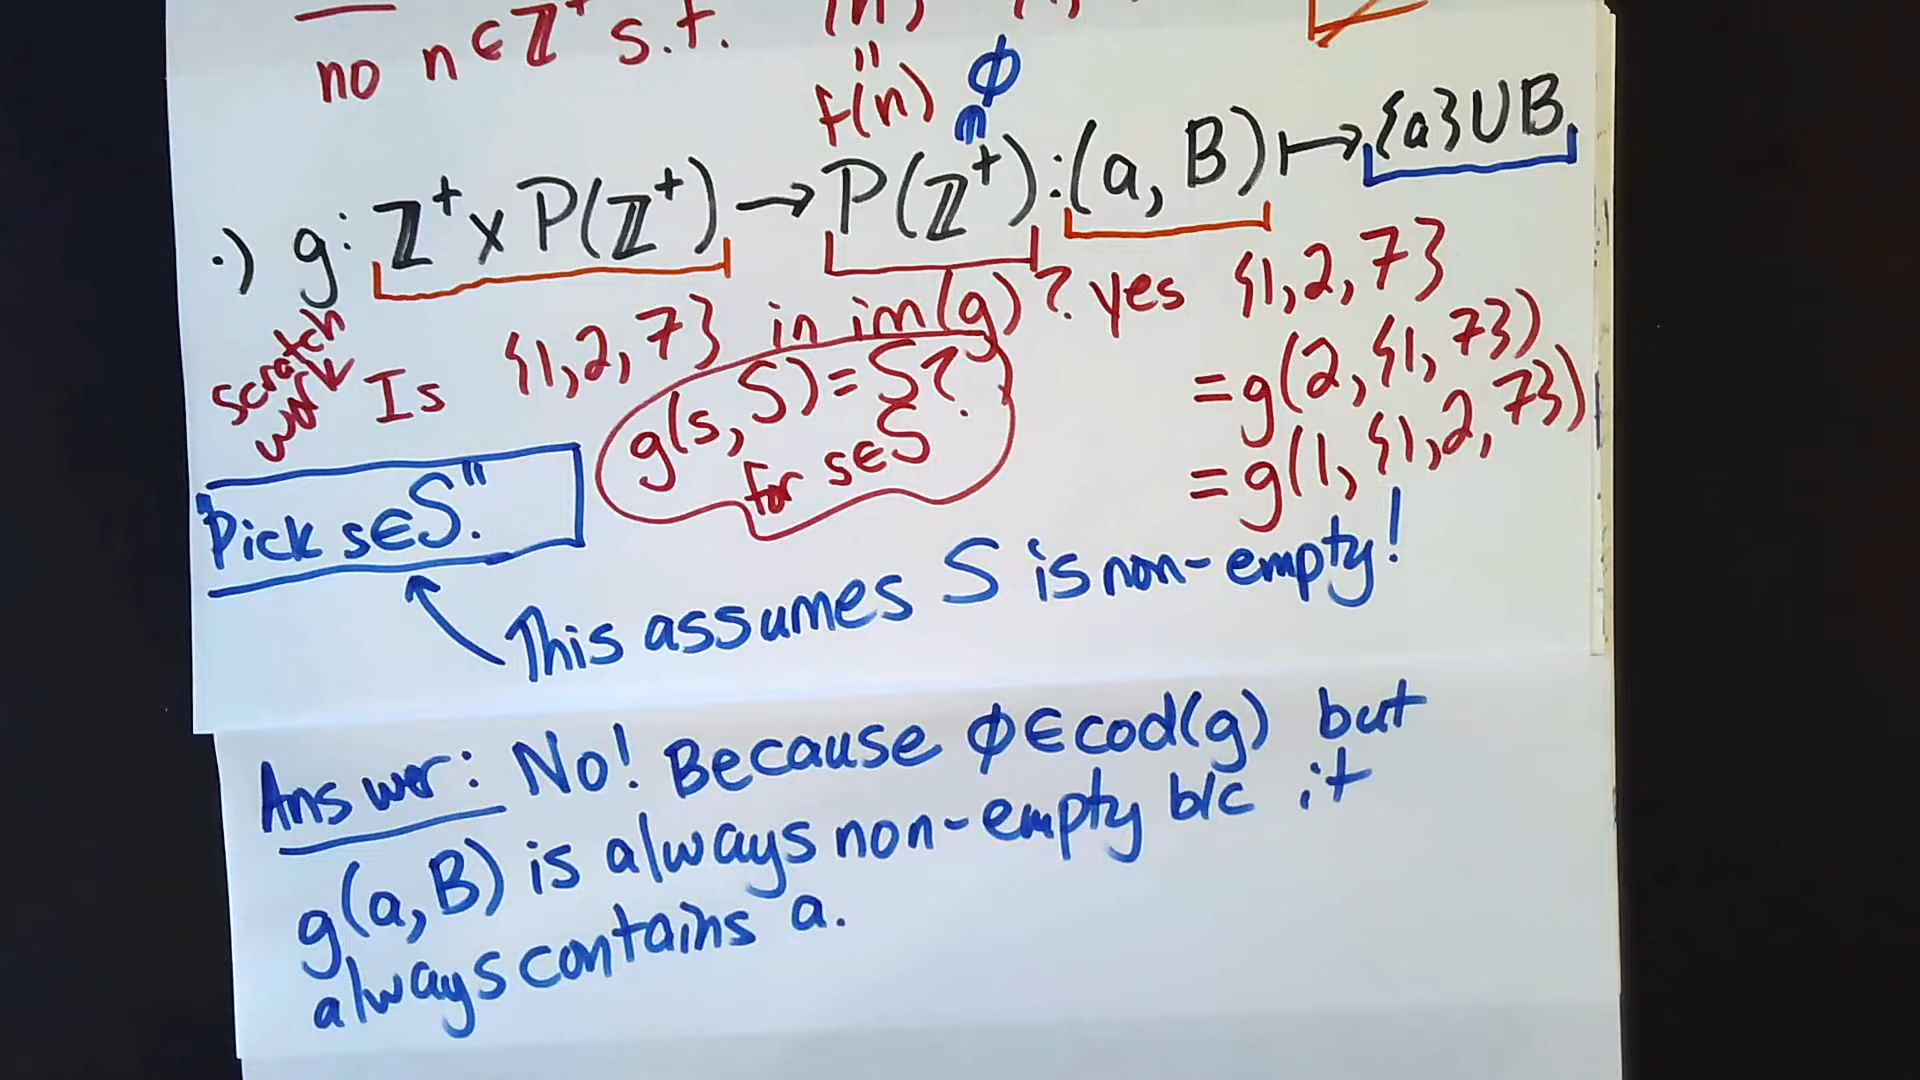 no n ∈ ℤ⁺ s.t.
"
f(n) ϕ
·) g: ℤ⁺ x P(ℤ⁺) → P(ℤ⁺):(a, B) ↦ {a} U B
scratch work
Is {1, 2, 7} in im(g)? yes {1, 2, 7}
= g(2, {1, 7})
= g(1, {1, 2, 7})
g(s, S) = S?
for s∈S
"Pick s∈S."
This assumes S is non-empty!
Answer: No! Because ϕ ∈ cod(g) but
g(a, B) is always non-empty b/c it
always contains a.